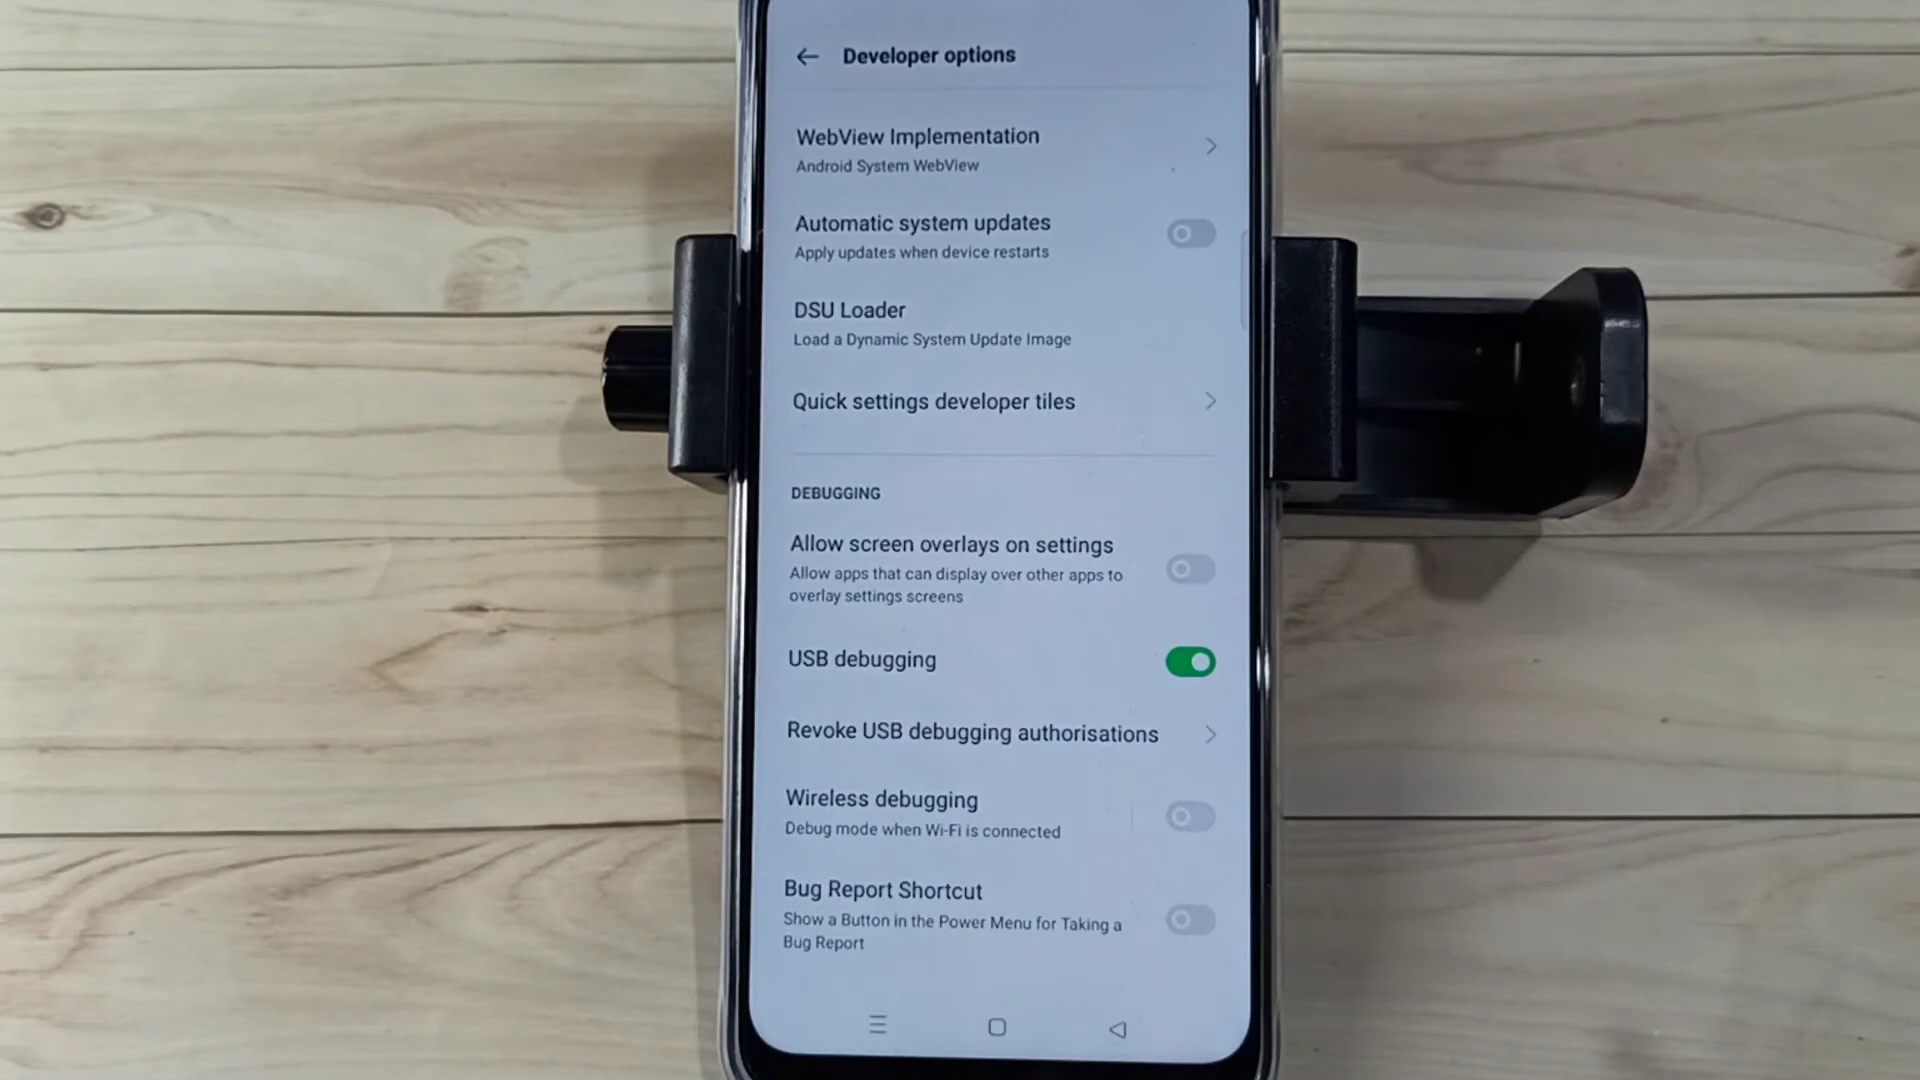 Developer options
WebView Implementation
Android System WebView
Automatic system updates
Apply updates when device restarts
DSU Loader
Load a Dynamic System Update Image
Quick settings developer tiles
DEBUGGING
Allow screen overlays on settings
Allow apps that can display over other apps to
overlay settings screens
USB debugging
Revoke USB debugging authorisations
Wireless debugging
Debug mode when Wi-Fi is connected
Bug Report Shortcut
Show a Button in the Power Menu for Taking a
Bug Report